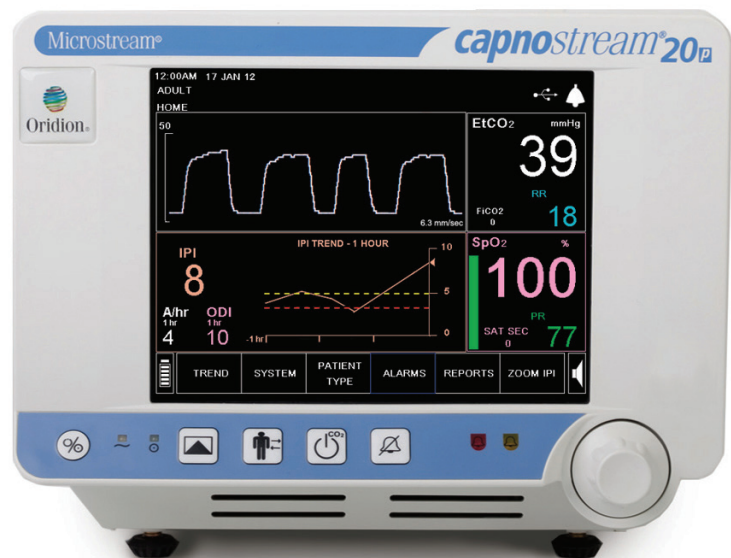 Microstream®
capnostream®20p
Oridion®
12:00AM 17 JAN 12
ADULT
HOME
50
6.3 mm/sec
EtCO2 mmHg
39
RR
FiCO2
0
18
IPI
8
IPI TREND - 1 HOUR
10
5
0
-1 hr
A/hr ODI
1 hr 1 hr
4 10
SpO2 %
100
PR
SAT SEC
0
77
TREND
SYSTEM
PATIENT
TYPE
ALARMS
REPORTS
ZOOM IPI
%
CO2